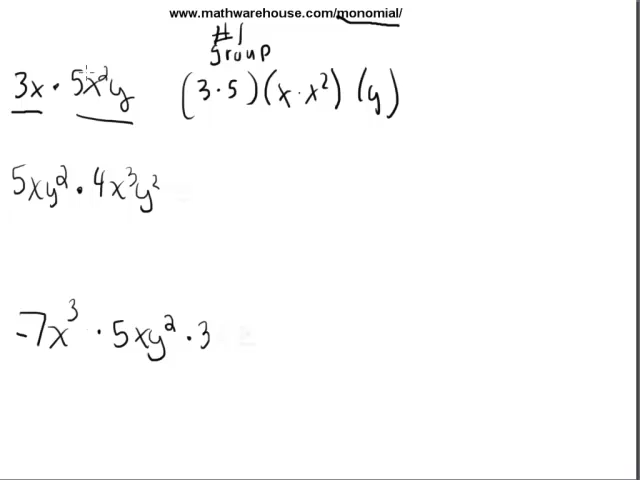 www.mathwarehouse.com/monomial/
#1
group
3x · 5x²y (3·5)(x·x²)(y)
5xy² · 4x³y²
-7x³ · 5xy² · 3